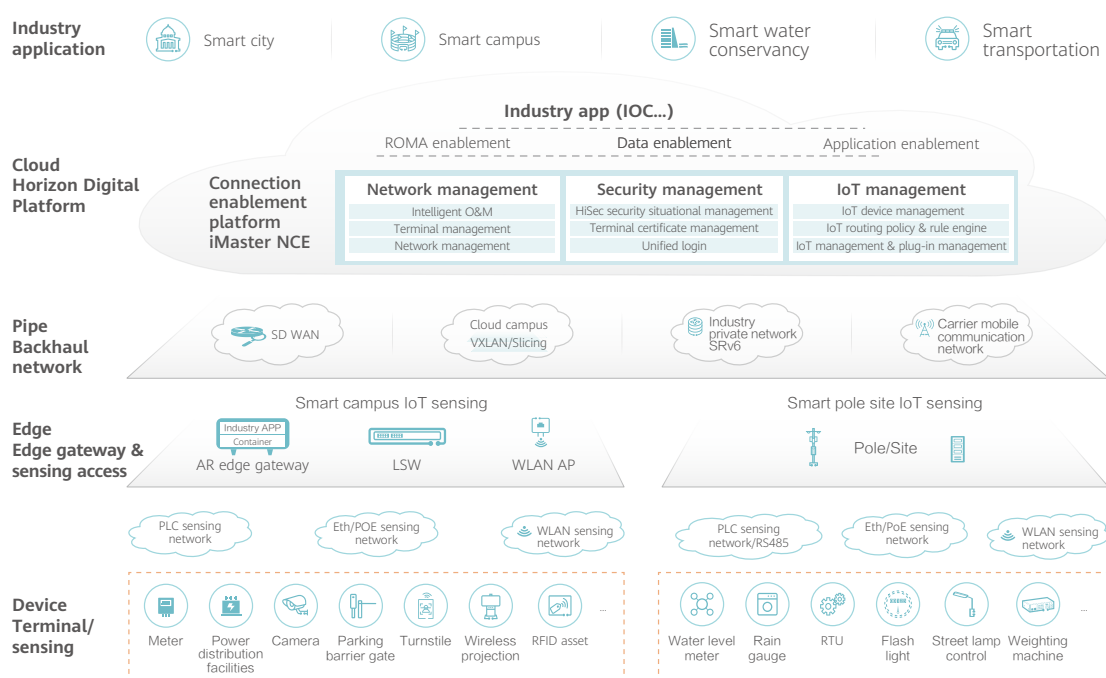 Industry
application
Smart city
Smart campus
Smart water
conservancy
Smart
transportation
Cloud
Horizon Digital
Platform
Industry app (IOC...)
ROMA enablement
Data enablement
Application enablement
Connection
enablement
platform
iMaster NCE
Network management
Intelligent O&M
Terminal management
Network management
Security management
HiSec security situational management
Terminal certificate management
Unified login
IoT management
IoT device management
IoT routing policy & rule engine
IoT management & plug-in management
Pipe
Backhaul
network
SD WAN
Cloud campus
VXLAN/Slicing
Industry
private network
SRv6
Carrier mobile
communication
network
Edge
Edge gateway &
sensing access
Smart campus IoT sensing
Industry APP
Container
AR edge gateway
LSW
WLAN AP
Smart pole site IoT sensing
Pole/Site
PLC sensing
network
Eth/POE sensing
network
WLAN sensing
network
PLC sensing
network/RS485
Eth/PoE sensing
network
WLAN sensing
network
Device
Terminal/
sensing
Meter
Power
distribution
facilities
Camera
Parking
barrier gate
Turnstile
Wireless
projection
RFID asset
...
Water level
meter
Rain
gauge
RTU
Flash
light
Street lamp
control
Weighting
machine
...